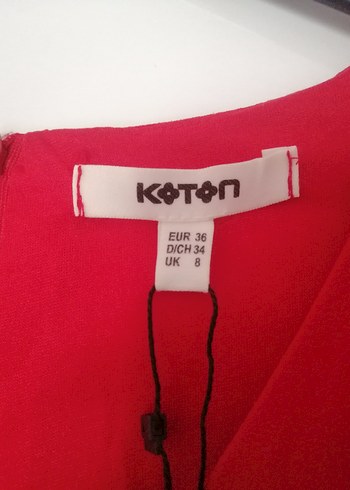 KOTON
EUR 36
D/CH 34
UK 8